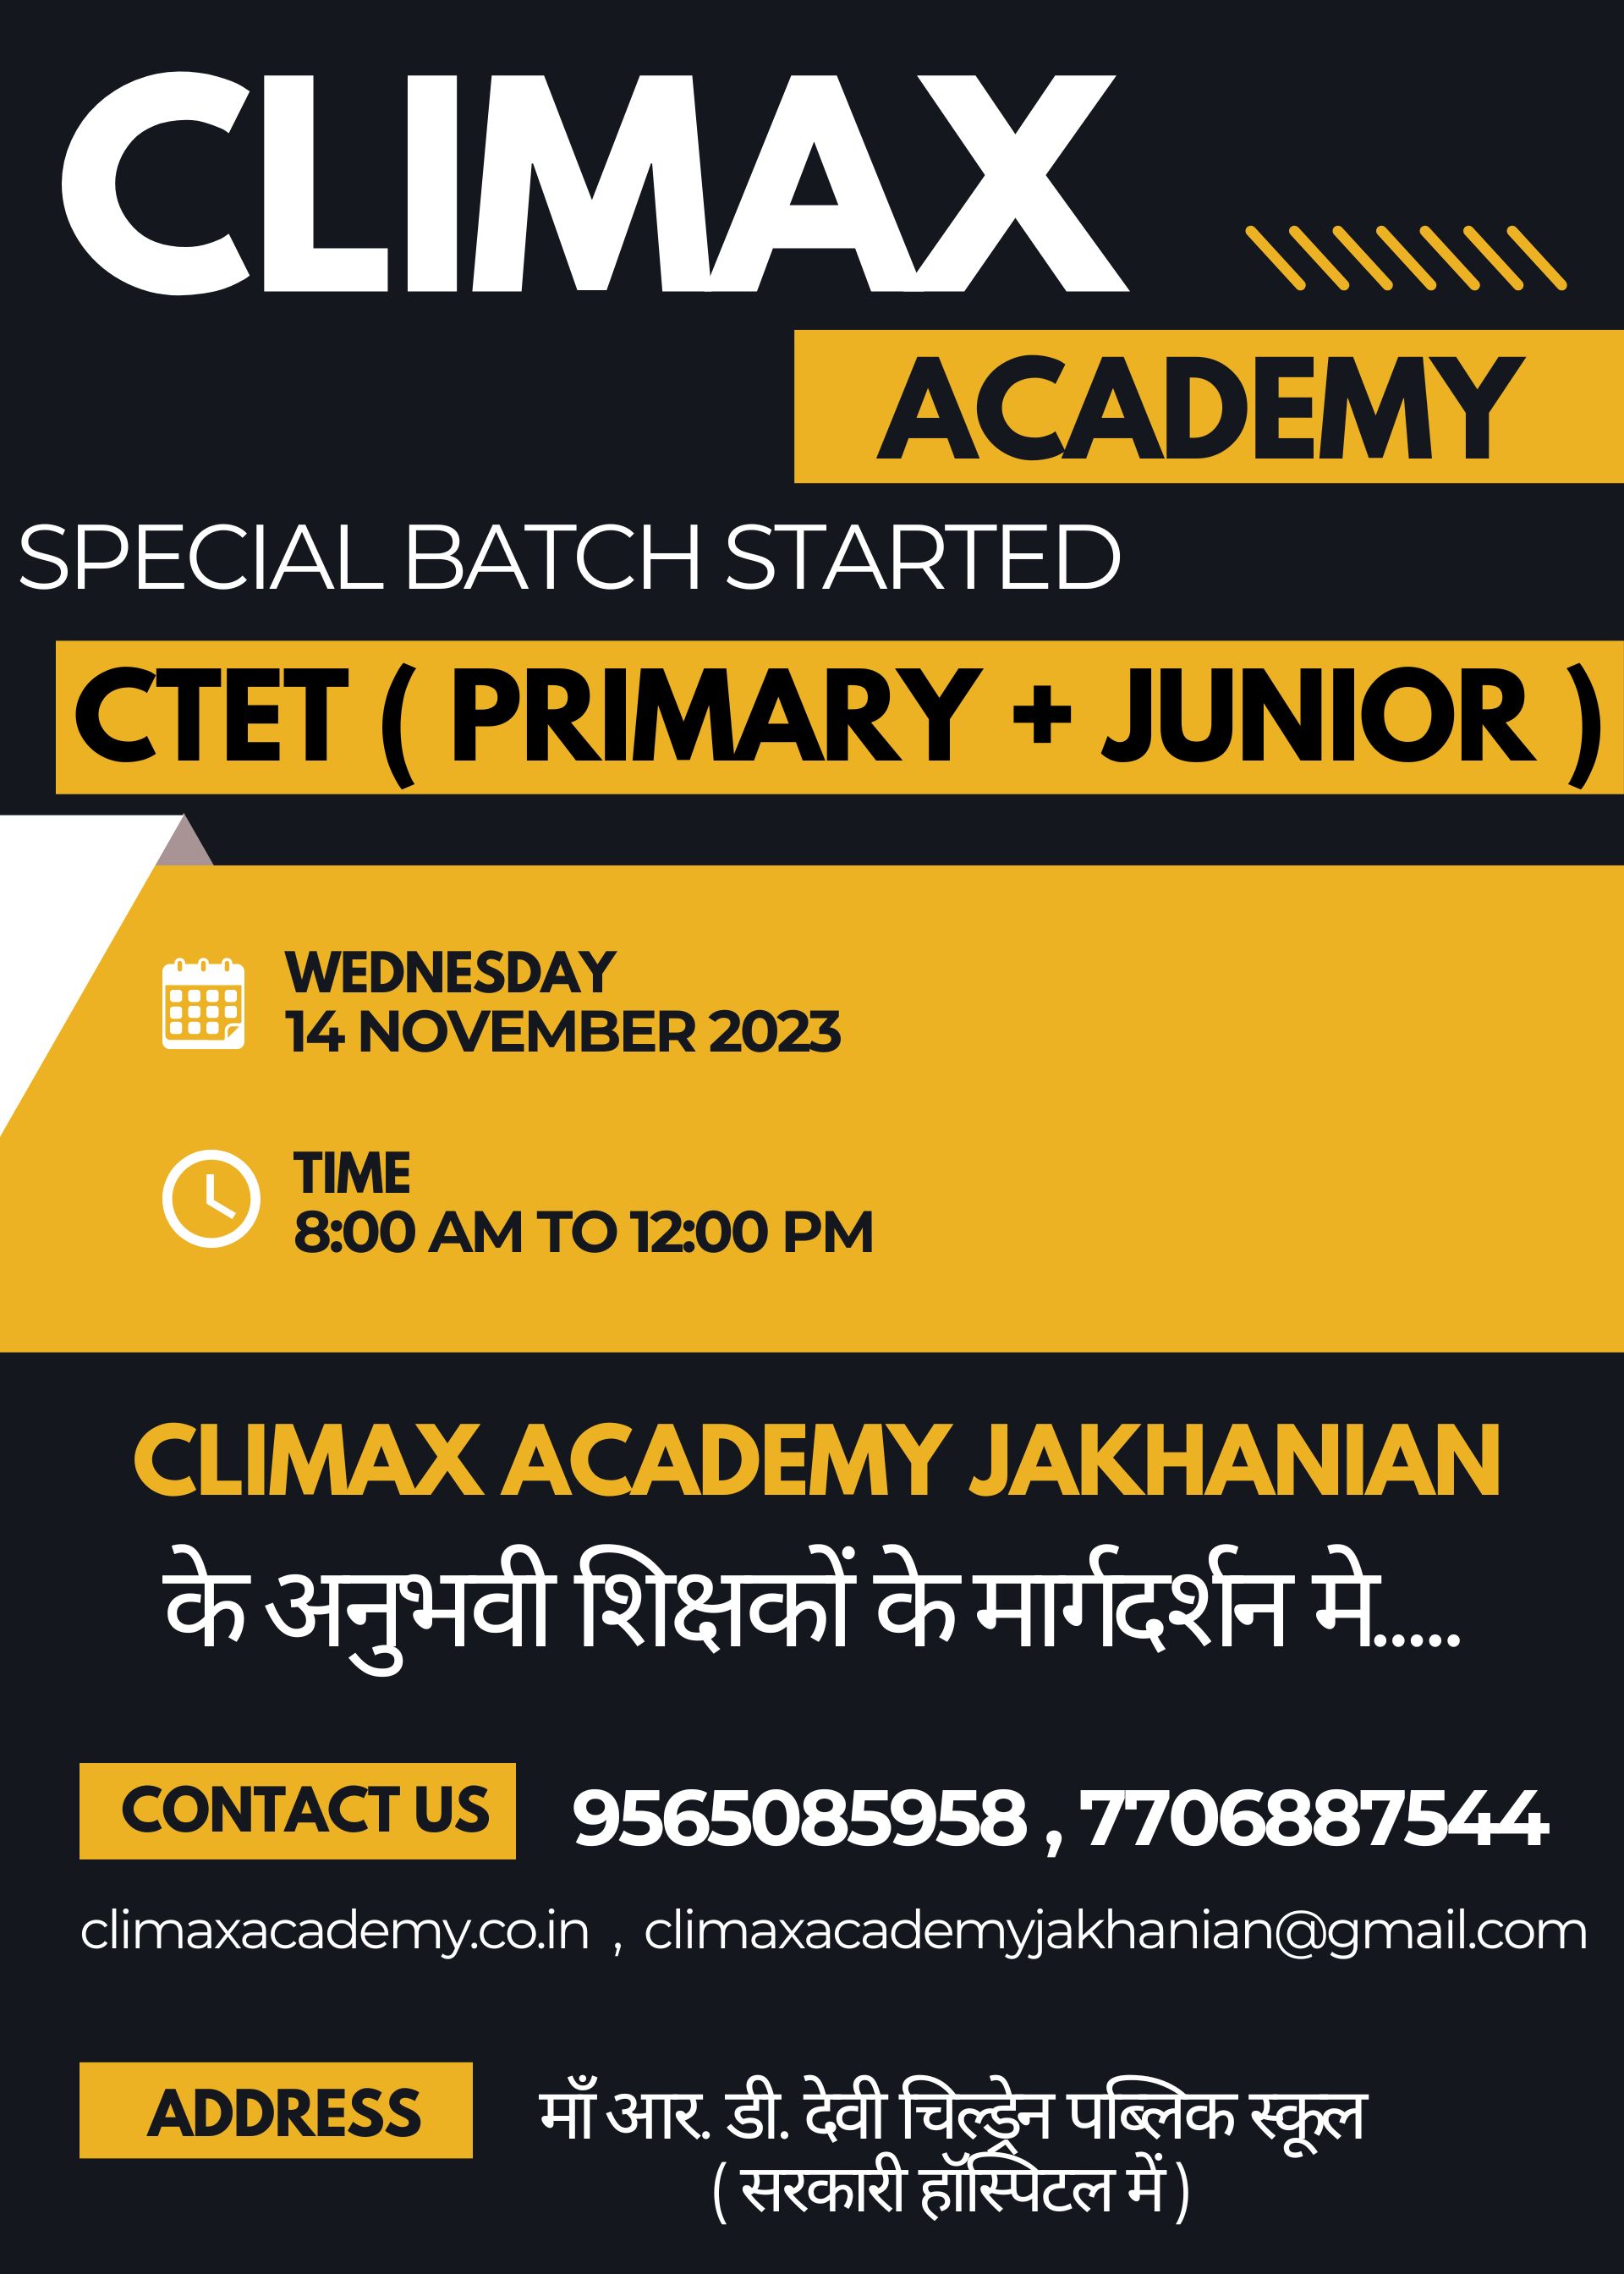 CLIMAX
ACADEMY
SPECIAL BATCH STARTED
CTET ( PRIMARY + JUNIOR )
WEDNESDAY
14 NOVEMBER 2023
TIME
8:00 AM TO 12:00 PM
CLIMAX ACADEMY JAKHANIAN
के अनुभवी शिक्षकों के मार्गदर्शन मे.....
CONTACT US 9565085958 , 7706887544
climaxacademy.co.in , climaxacademyjakhanian@gmail.com
ADDRESS माँ आर. डी. देवी चिल्ड्रेन पब्लिक स्कूल
( सरकारी हॉस्पिटल में )